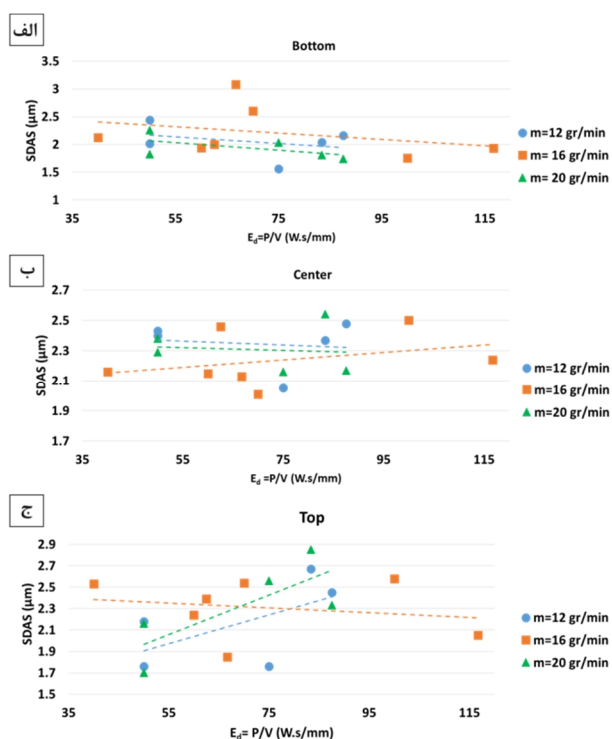 الف
Bottom
3.5
3
2.5
2
1.5
1
SDAS (µm)
35 55 75 95 115
E_d=P/V (W.s/mm)
m=12 gr/min
m= 16 gr/min
m= 20 gr/min
ب
Center
2.7
2.5
2.3
2.1
1.9
1.7
SDAS (µm)
35 55 75 95 115
E_d =P/V (W.s/mm)
m=12 gr/min
m=16 gr/min
m=20 gr/min
ج
Top
2.9
2.7
2.5
2.3
2.1
1.9
1.7
1.5
SDAS (µm)
35 55 75 95 115
E_d= P/V (W.s/mm)
m=12 gr/min
m=16 gr/min
m=20 gr/min